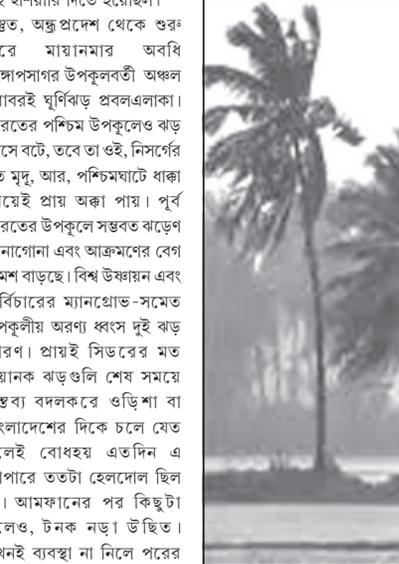 হুঁশিয়ারি দিতে হয়েছিল।
স্তুত, অন্ধ্রপ্রদেশ থেকে শুরু
রে মায়ানমার অবধি
ঙ্গোপসাগর উপকূলবর্তী অঞ্চল
রাবরই ঘূর্ণিঝড় প্রবলএলাকা।
রতের পশ্চিম উপকূলেও ঝড়
সে বটে, তবে তা ওই, নিসর্গের
ত মৃদু, আর, পশ্চিমঘাটে ধাক্কা
য়েই প্রায় অক্কা পায়। পূর্ব
রতের উপকূলে সম্ভবত ঝড়েণ
নাগোনা এবং আক্রমণের বেগ
মশ বাড়ছে। বিশ্ব উষ্ণায়ন এবং
র্বিচারের ম্যানগ্রোভ-সমেত
পকূলীয় অরণ্য ধ্বংস দুই ঝড়
রণ। প্রায়ই সিডরের মত
য়ানক ঝড়গুলি শেষ সময়ে
ন্তব্য বদলকরে ওড়িশা বা
ংলাদেশের দিকে চলে যেত
লেই বোধহয় এতদিন এ
াপারে ততটা হেলদোল ছিল
। আমফানের পর কিছুটা
লেও, টনক নড়া উচিত।
খনই ব্যবস্থা না নিলে পরের